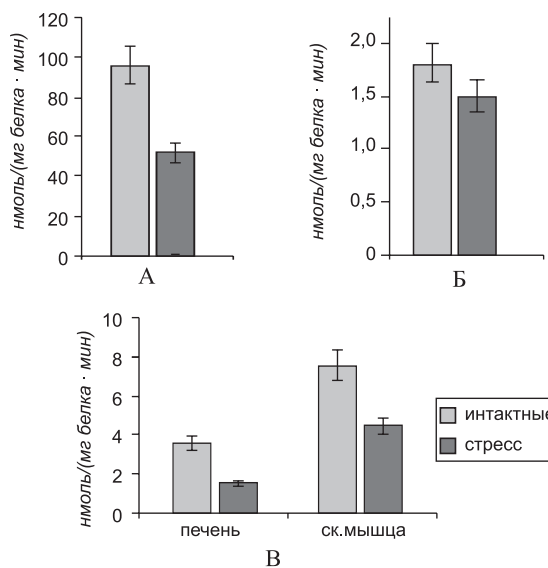 нмоль/(мг белка · мин)
120
100
80
60
40
20
0
А
нмоль/(мг белка · мин)
2,0
1,5
1,0
0,5
0
Б
нмоль/(мг белка · мин)
10
8
6
4
2
0
печень ск.мышца
интактные
стресс
В